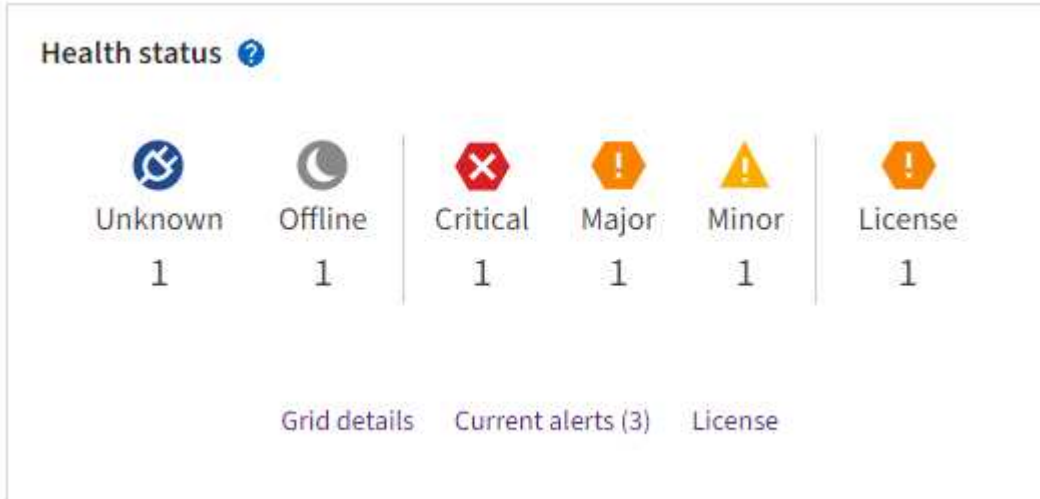 Health status ?
Unknown Offline Critical Major Minor License
1 1 1 1 1 1
Grid details Current alerts (3) License